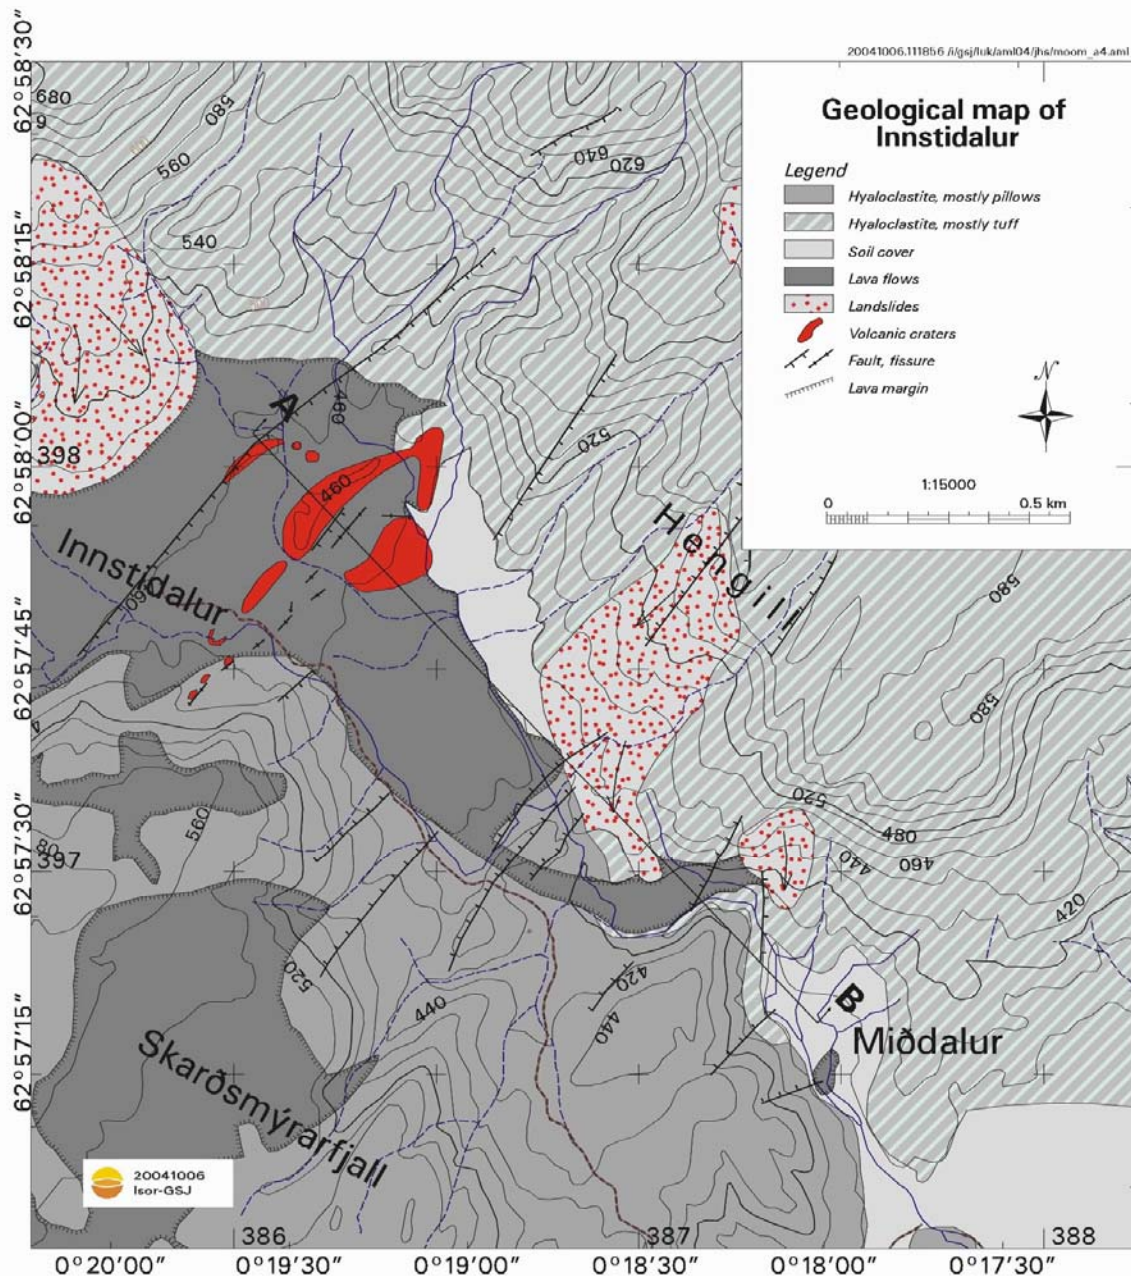 20041006.111856 /i/gsj/luk/aml04/jhs/moom_a4.aml
Geological map of
Innstidalur
Legend
Hyaloclastite, mostly pillows
Hyaloclastite, mostly tuff
Soil cover
Lava flows
Landslides
Volcanic craters
Fault, fissure
Lava margin
N
1:15000
0 0.5 km
62°58'30"
62°58'15"
62°58'00"
62°57'45"
62°57'30"
62°57'15"
680
9
580
560
540
640
620
460
A
398
520
460
Innstidalur
460
Hengill
580
580
4
520
560
480
80
397
440
460
420
520
440
420
440
B
Miðdalur
Skarðsmýrarfjall
20041006
Isor-GSJ
386
387
388
0°20'00"
0°19'30"
0°19'00"
0°18'30"
0°18'00"
0°17'30"